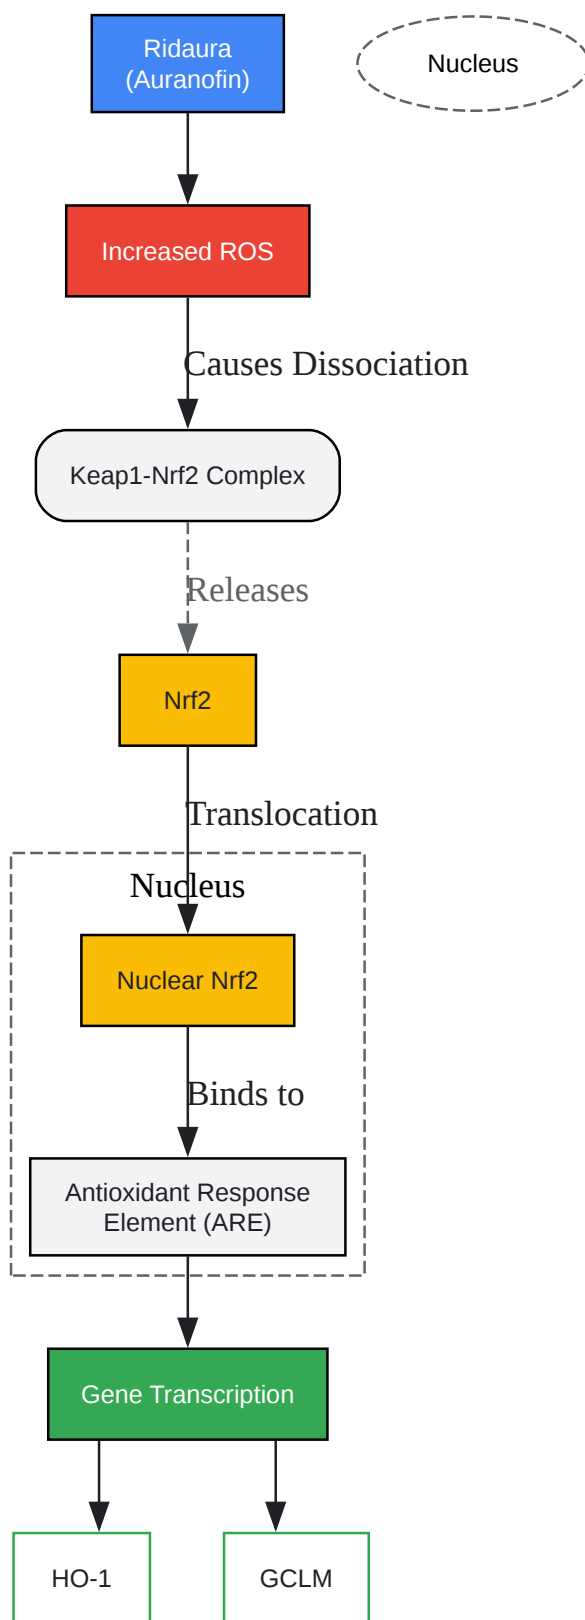 Ridaura
(Auranofin)
Nucleus
Increased ROS
Causes Dissociation
Keap1-Nrf2 Complex
Releases
Nrf2
Translocation
Nucleus
Nuclear Nrf2
Binds to
Antioxidant Response
Element (ARE)
Gene Transcription
HO-1
GCLM